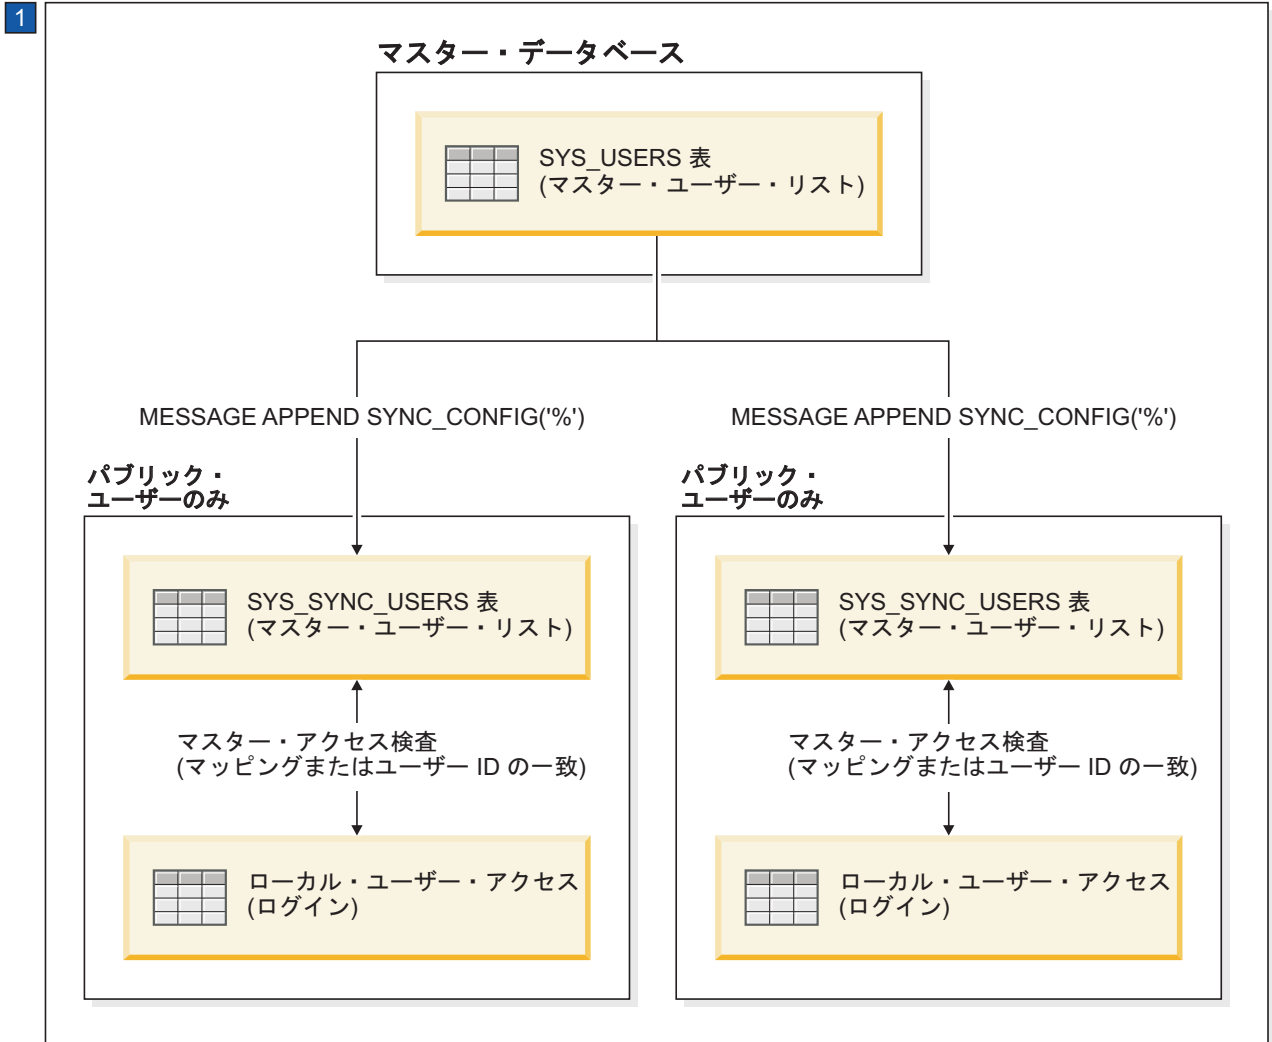 1
マスター・データベース
SYS_USERS 表
(マスター・ユーザー・リスト)
MESSAGE APPEND SYNC_CONFIG('%')
MESSAGE APPEND SYNC_CONFIG('%')
パブリック・
ユーザーのみ
SYS_SYNC_USERS 表
(マスター・ユーザー・リスト)
マスター・アクセス検査
(マッピングまたはユーザー ID の一致)
ローカル・ユーザー・アクセス
(ログイン)
パブリック・
ユーザーのみ
SYS_SYNC_USERS 表
(マスター・ユーザー・リスト)
マスター・アクセス検査
(マッピングまたはユーザー ID の一致)
ローカル・ユーザー・アクセス
(ログイン)